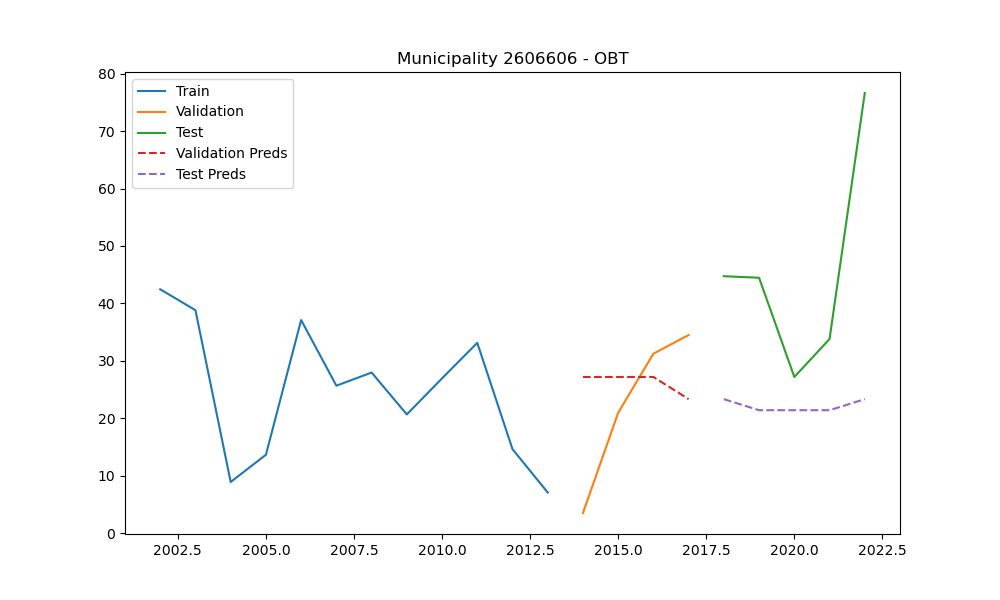 Municipality 2606606 - OBT
Train
Validation
Test
Validation Preds
Test Preds
80
70
60
50
40
30
20
10
0
2002.5 2005.0 2007.5 2010.0 2012.5 2015.0 2017.5 2020.0 2022.5